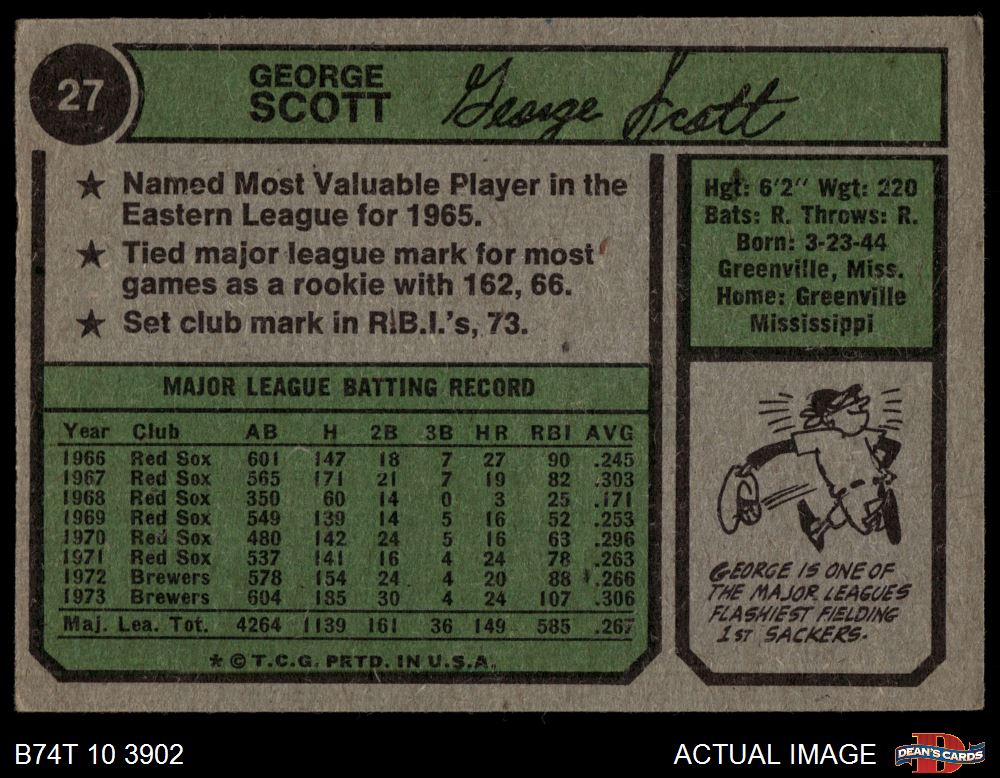 27
GEORGE
SCOTT
George Scott
★ Named Most Valuable Player in the
Eastern League for 1965.
★ Tied major league mark for most
games as a rookie with 162, 66.
★ Set club mark in R.B.I.'s, 73.
Hgt: 6'2" Wgt: 220
Bats: R. Throws: R.
Born: 3-23-44
Greenville, Miss.
Home: Greenville
Mississippi
MAJOR LEAGUE BATTING RECORD
Year Club AB H 2B 3B HR RBI AVG
1966 Red Sox 601 147 18 7 27 90 .245
1967 Red Sox 565 171 21 7 19 82 .303
1968 Red Sox 350 60 14 0 3 25 .171
1969 Red Sox 549 139 14 5 16 52 .253
1970 Red Sox 480 142 24 5 16 63 .296
1971 Red Sox 537 141 16 4 24 78 .263
1972 Brewers 578 154 24 4 20 88 .266
1973 Brewers 604 185 30 4 24 107 .306
Maj. Lea. Tot. 4264 1139 161 36 149 585 .267
* © T.C.G. PRTD. IN U.S.A.
GEORGE IS ONE OF
THE MAJOR LEAGUES
FLASHIEST FIELDING
1ST SACKERS.
B74T 10 3902
ACTUAL IMAGE
DEAN'S CARDS